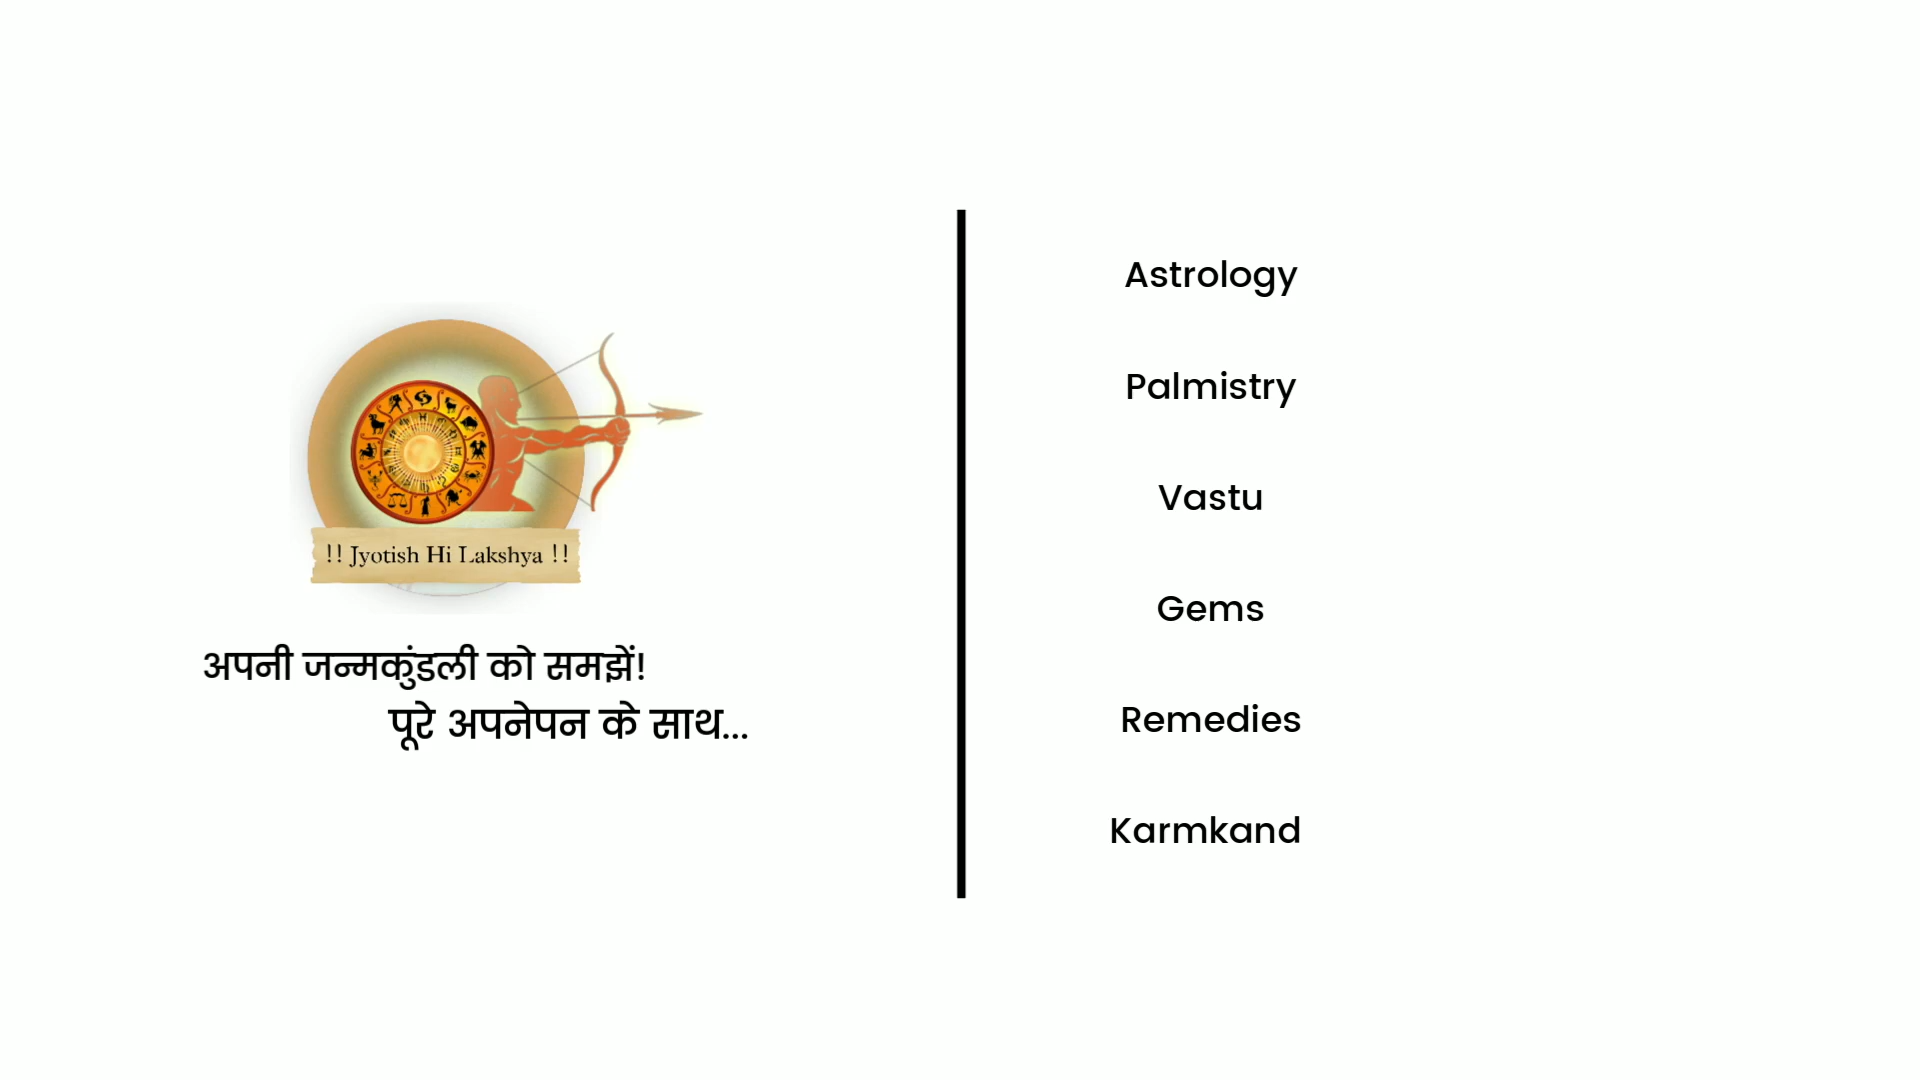 !! Jyotish Hi Lakshya !!
अपनी जन्मकुंडली को समझें!
पूरे अपनेपन के साथ...
Astrology
Palmistry
Vastu
Gems
Remedies
Karmkand